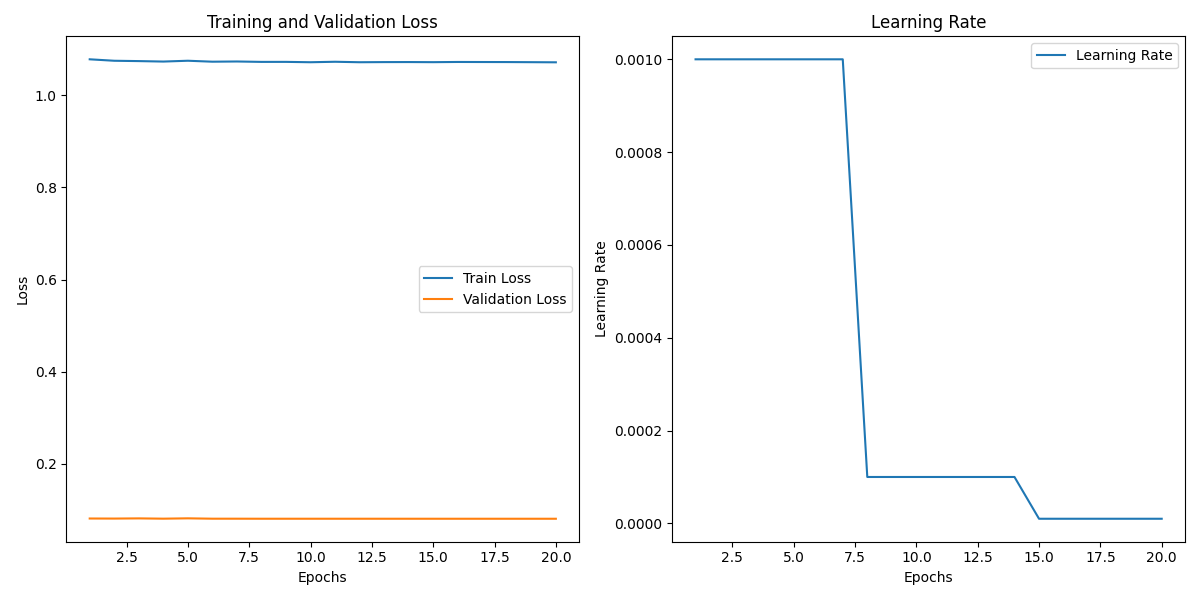 Training and Validation Loss
Loss
1.0
0.8
0.6
0.4
0.2
Train Loss
Validation Loss
2.5 5.0 7.5 10.0 12.5 15.0 17.5 20.0
Epochs
Learning Rate
Learning Rate
0.0010
0.0008
0.0006
0.0004
0.0002
0.0000
Learning Rate
2.5 5.0 7.5 10.0 12.5 15.0 17.5 20.0
Epochs